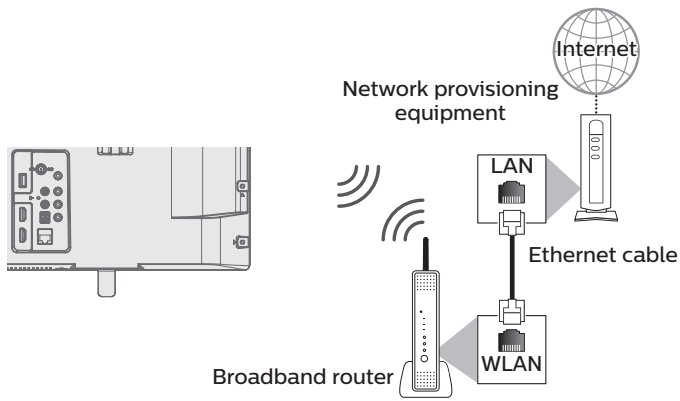 Internet
Network provisioning
equipment
LAN
Ethernet cable
WLAN
Broadband router